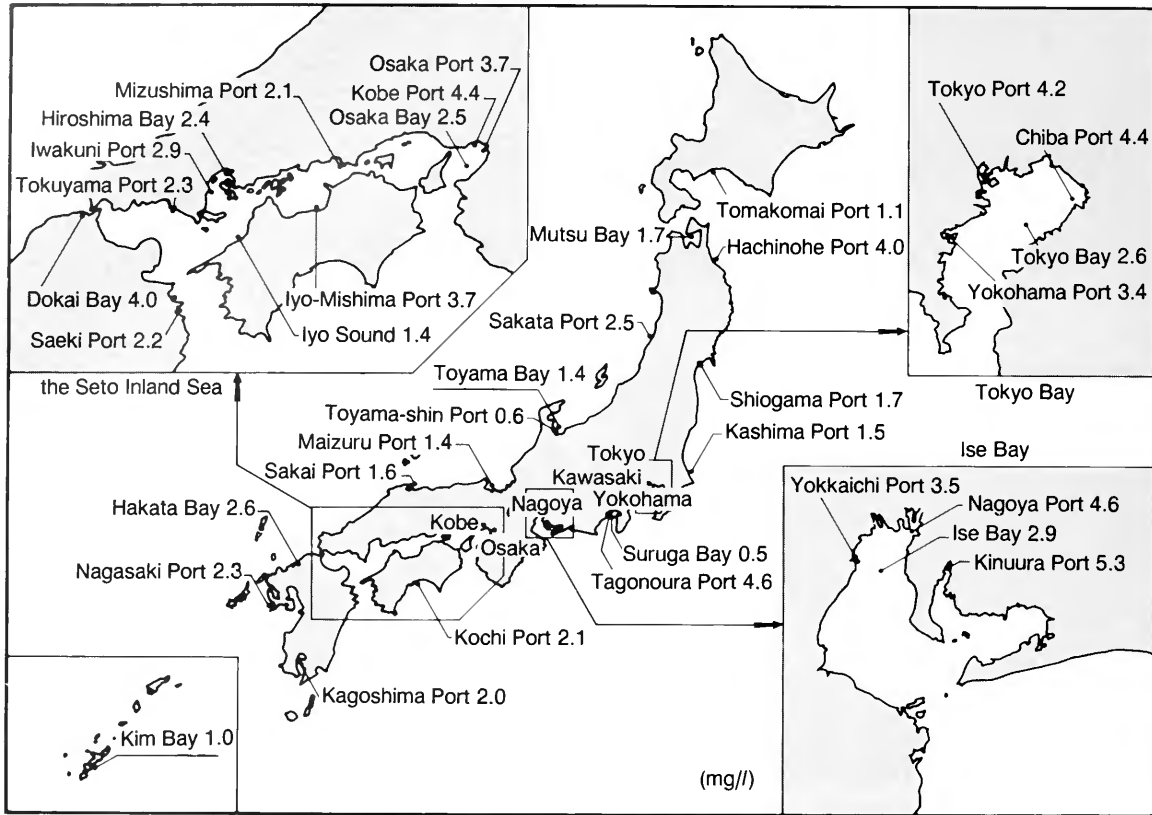 Osaka Port 3.7
Kobe Port 4.4
Mizushima Port 2.1
Osaka Bay 2.5
Hiroshima Bay 2.4
Iwakuni Port 2.9
Tokuyama Port 2.3
Dokai Bay 4.0
Iyo-Mishima Port 3.7
Saeki Port 2.2
Iyo Sound 1.4
the Seto Inland Sea
Tokyo Port 4.2
Chiba Port 4.4
Tokyo Bay 2.6
Yokohama Port 3.4
Tokyo Bay
Tomakomai Port 1.1
Mutsu Bay 1.7
Hachinohe Port 4.0
Sakata Port 2.5
Toyama Bay 1.4
Shiogama Port 1.7
Toyama-shin Port 0.6
Kashima Port 1.5
Maizuru Port 1.4
Tokyo
Sakai Port 1.6
Kawasaki
Hakata Bay 2.6
Nagoya
Yokohama
Kobe
Osaka
Suruga Bay 0.5
Nagasaki Port 2.3
Tagonoura Port 4.6
Kochi Port 2.1
Kagoshima Port 2.0
Kim Bay 1.0
Ise Bay
Yokkaichi Port 3.5
Nagoya Port 4.6
Ise Bay 2.9
Kinuura Port 5.3
(mg/l)